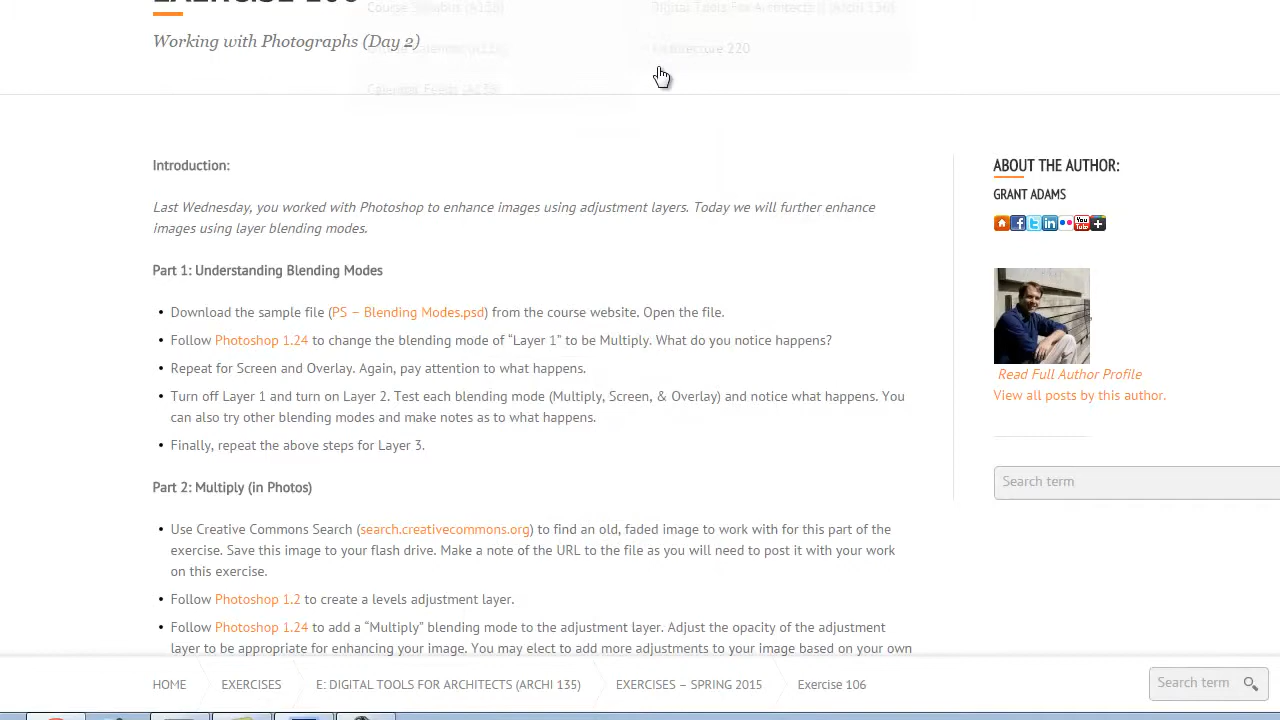 EXERCISE 106
Course Syllabus (A135)
Digital Tools For Architects (Archi 135)
Working with Photographs (Day 2)
Architecture 220
Introduction:
Last Wednesday, you worked with Photoshop to enhance images using adjustment layers. Today we will further enhance
images using layer blending modes.
Part 1: Understanding Blending Modes
• Download the sample file (PS – Blending Modes.psd) from the course website. Open the file.
• Follow Photoshop 1.24 to change the blending mode of “Layer 1” to be Multiply. What do you notice happens?
• Repeat for Screen and Overlay. Again, pay attention to what happens.
• Turn off Layer 1 and turn on Layer 2. Test each blending mode (Multiply, Screen, & Overlay) and notice what happens. You
can also try other blending modes and make notes as to what happens.
• Finally, repeat the above steps for Layer 3.
Part 2: Multiply (in Photos)
• Use Creative Commons Search (search.creativecommons.org) to find an old, faded image to work with for this part of the
exercise. Save this image to your flash drive. Make a note of the URL to the file as you will need to post it with your work
on this exercise.
• Follow Photoshop 1.2 to create a levels adjustment layer.
• Follow Photoshop 1.24 to add a “Multiply” blending mode to the adjustment layer. Adjust the opacity of the adjustment
layer to be appropriate for enhancing your image. You may elect to add more adjustments to your image based on your own
ABOUT THE AUTHOR:
GRANT ADAMS
Read Full Author Profile
View all posts by this author.
Search term
HOME
EXERCISES
E: DIGITAL TOOLS FOR ARCHITECTS (ARCHI 135)
EXERCISES – SPRING 2015
Exercise 106
Search term